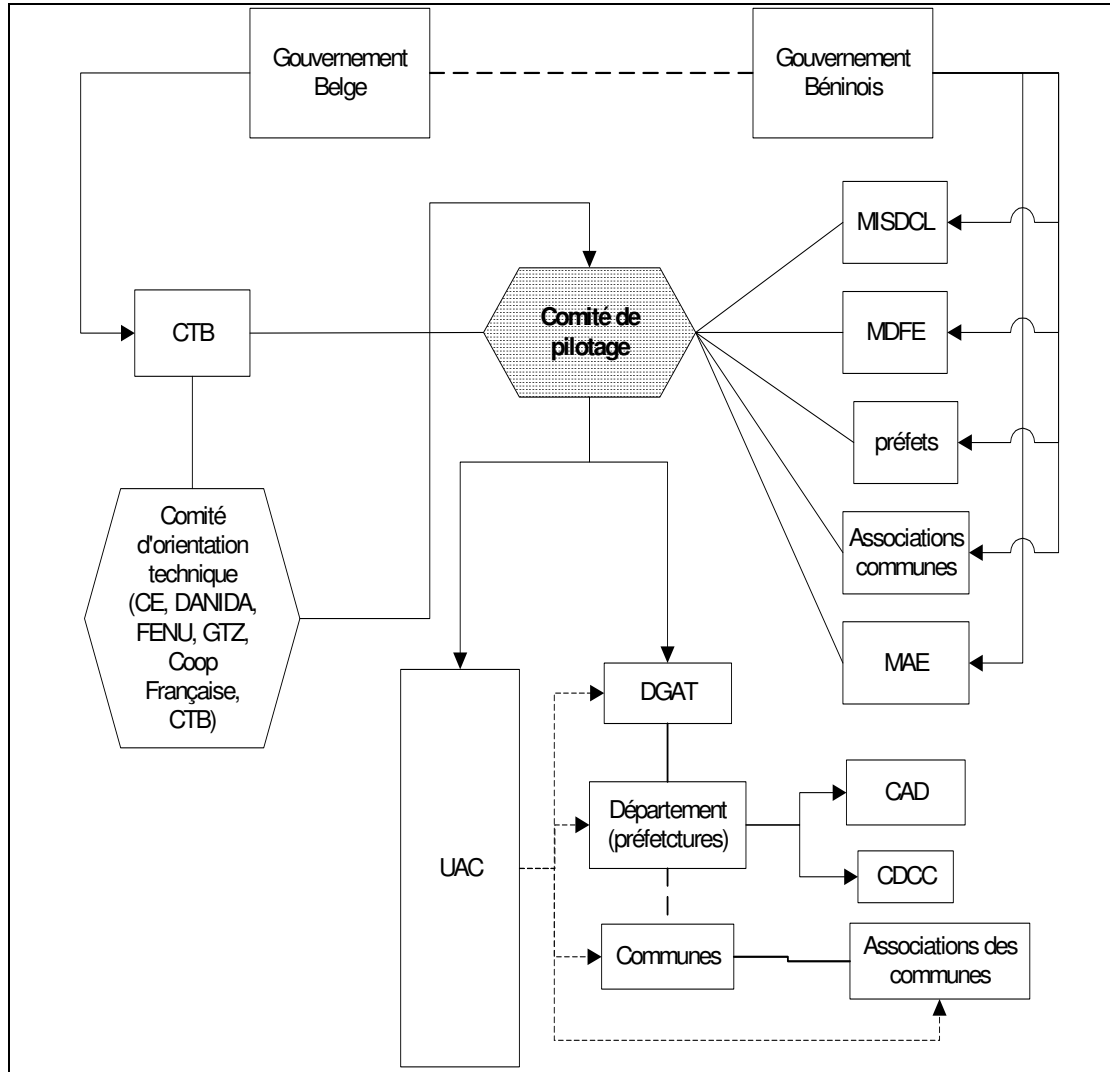 Gouvernement
Belge
Gouvernement
Béninois
MISDCL
CTB
Comité de
pilotage
MDFE
préfets
Comité
d'orientation
technique
(CE, DANIDA,
FENU, GTZ,
Coop
Française,
CTB)
Associations
communes
MAE
DGAT
UAC
Département
(préfetctures)
CAD
CDCC
Communes
Associations des
communes